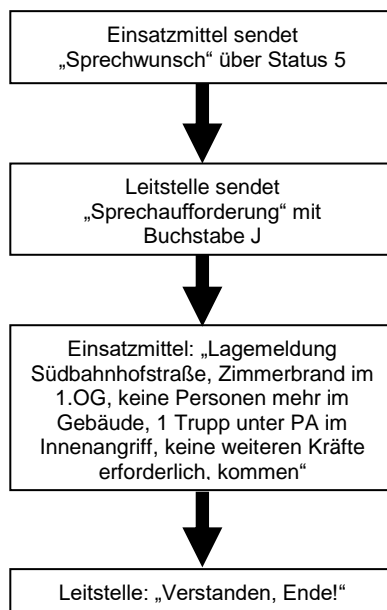 Einsatzmittel sendet
„Sprechwunsch“ über Status 5
Leitstelle sendet
„Sprechaufforderung“ mit
Buchstabe J
Einsatzmittel: „Lagemeldung
Südbahnhofstraße, Zimmerbrand im
1.OG, keine Personen mehr im
Gebäude, 1 Trupp unter PA im
Innenangriff, keine weiteren Kräfte
erforderlich, kommen“
Leitstelle: „Verstanden, Ende!“